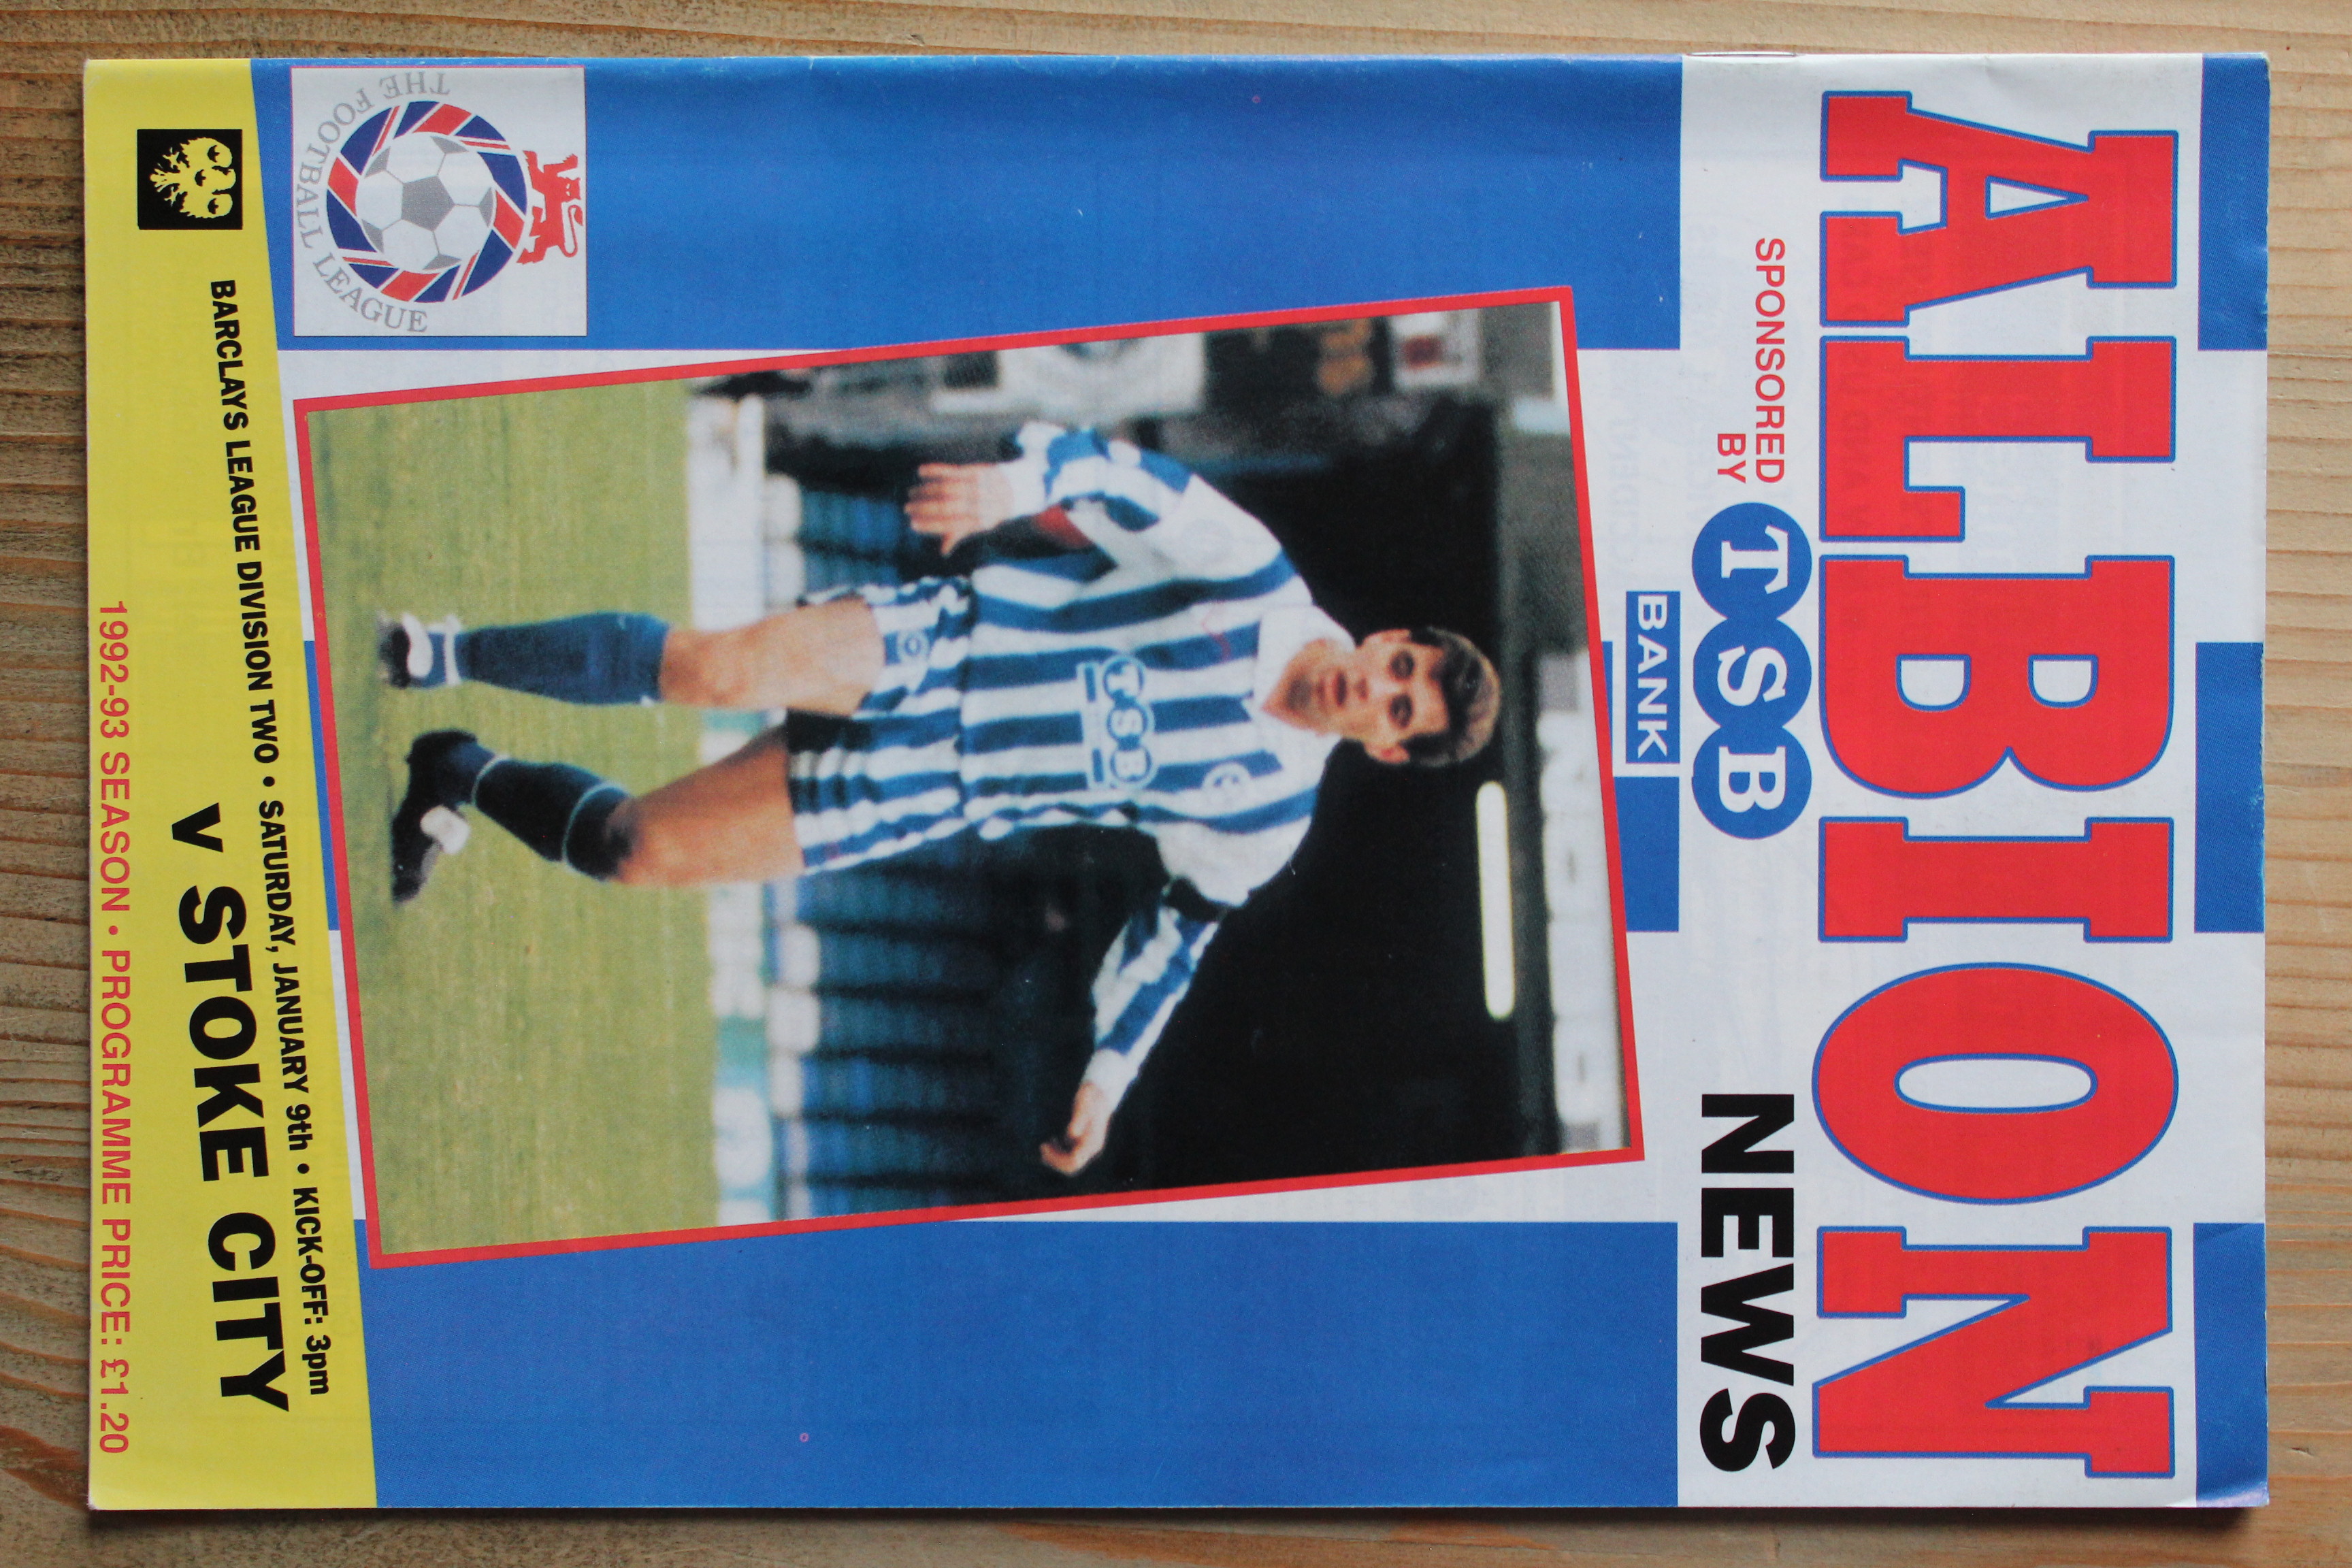 ALBION
SPONSORED
BY
TSB
BANK
NEWS
TSB
THE FOOTBALL LEAGUE
BARCLAYS LEAGUE DIVISION TWO • SATURDAY, JANUARY 9th • KICK-OFF: 3pm
v STOKE CITY
1992-93 SEASON • PROGRAMME PRICE: £1.20